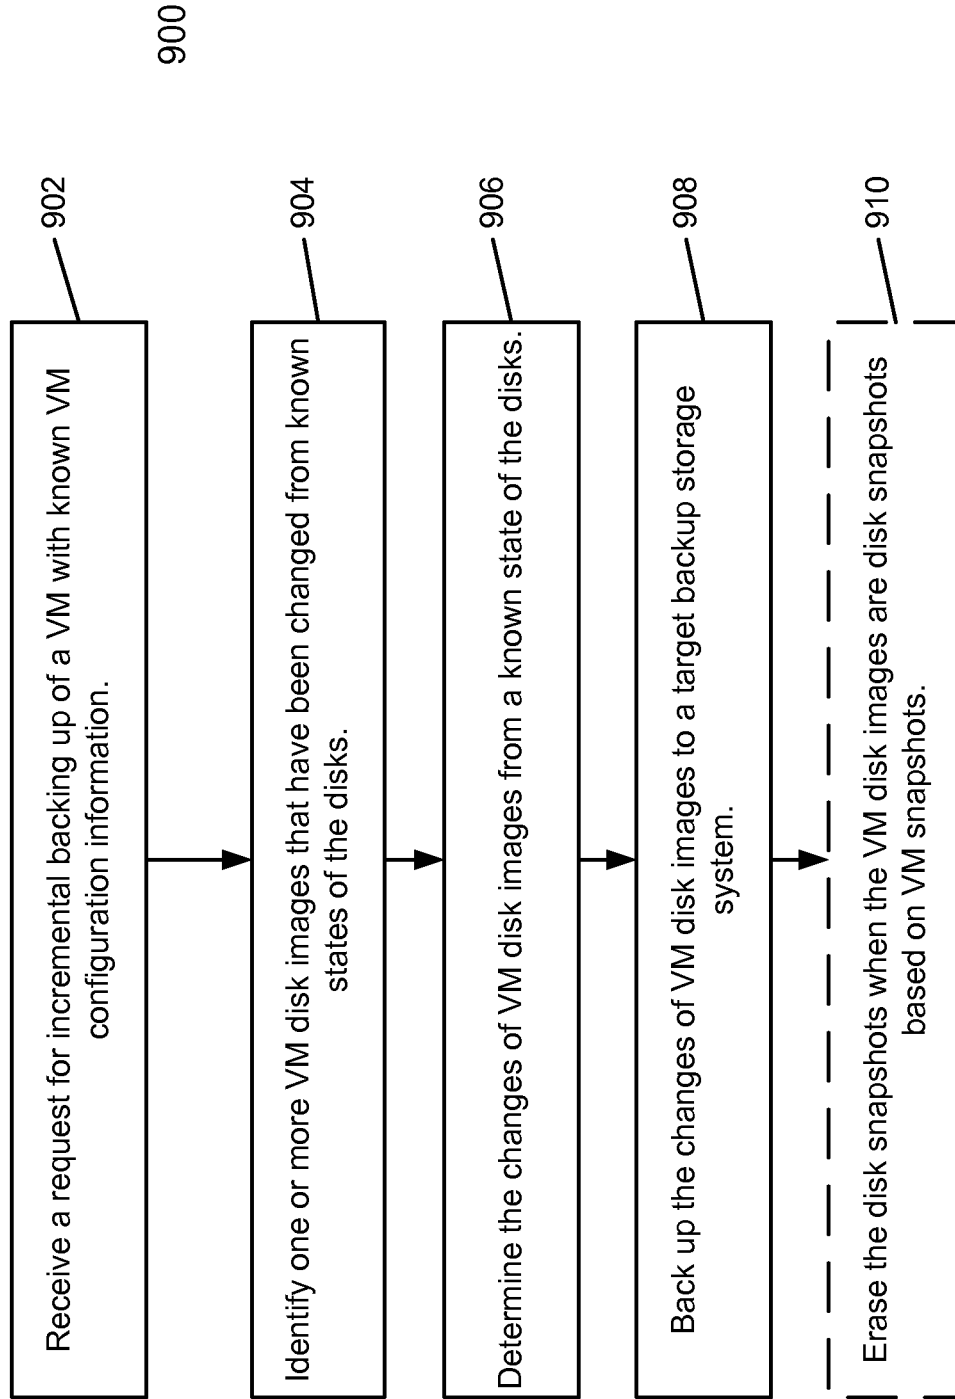 900
902
Receive a request for incremental backing up of a VM with known VM
configuration information.
904
Identify one or more VM disk images that have been changed from known
states of the disks.
906
Determine the changes of VM disk images from a known state of the disks.
908
Back up the changes of VM disk images to a target backup storage
system.
910
Erase the disk snapshots when the VM disk images are disk snapshots
based on VM snapshots.